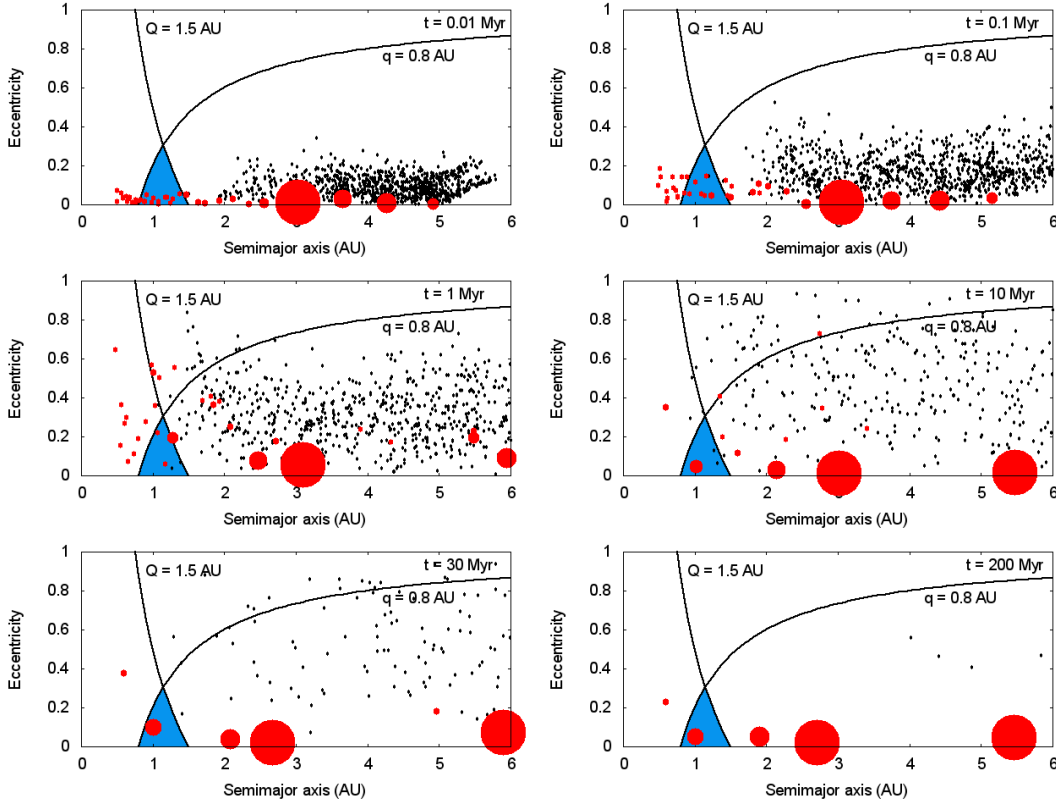 1
0.8
0.6
0.4
0.2
0
Eccentricity
Q = 1.5 AU
t = 0.01 Myr
q = 0.8 AU
0 1 2 3 4 5 6
Semimajor axis (AU)
1
0.8
0.6
0.4
0.2
0
Eccentricity
Q = 1.5 AU
t = 0.1 Myr
q = 0.8 AU
0 1 2 3 4 5 6
Semimajor axis (AU)
1
0.8
0.6
0.4
0.2
0
Eccentricity
Q = 1.5 AU
t = 1 Myr
q = 0.8 AU
0 1 2 3 4 5 6
Semimajor axis (AU)
1
0.8
0.6
0.4
0.2
0
Eccentricity
Q = 1.5 AU
t = 10 Myr
q = 0.8 AU
0 1 2 3 4 5 6
Semimajor axis (AU)
1
0.8
0.6
0.4
0.2
0
Eccentricity
Q = 1.5 AU
t = 30 Myr
q = 0.8 AU
0 1 2 3 4 5 6
Semimajor axis (AU)
1
0.8
0.6
0.4
0.2
0
Eccentricity
Q = 1.5 AU
t = 200 Myr
q = 0.8 AU
0 1 2 3 4 5 6
Semimajor axis (AU)